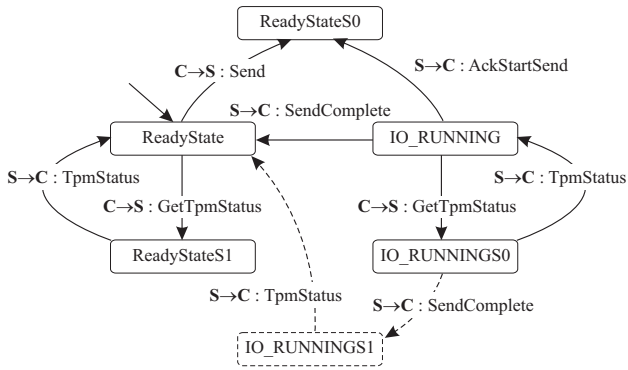 ReadyStateS0
C→S : Send
S→C : AckStartSend
S→C : SendComplete
ReadyState
IO_RUNNING
S→C : TpmStatus
S→C : TpmStatus
C→S : GetTpmStatus
C→S : GetTpmStatus
ReadyStateS1
IO_RUNNINGS0
S→C : TpmStatus
S→C : SendComplete
IO_RUNNINGS1